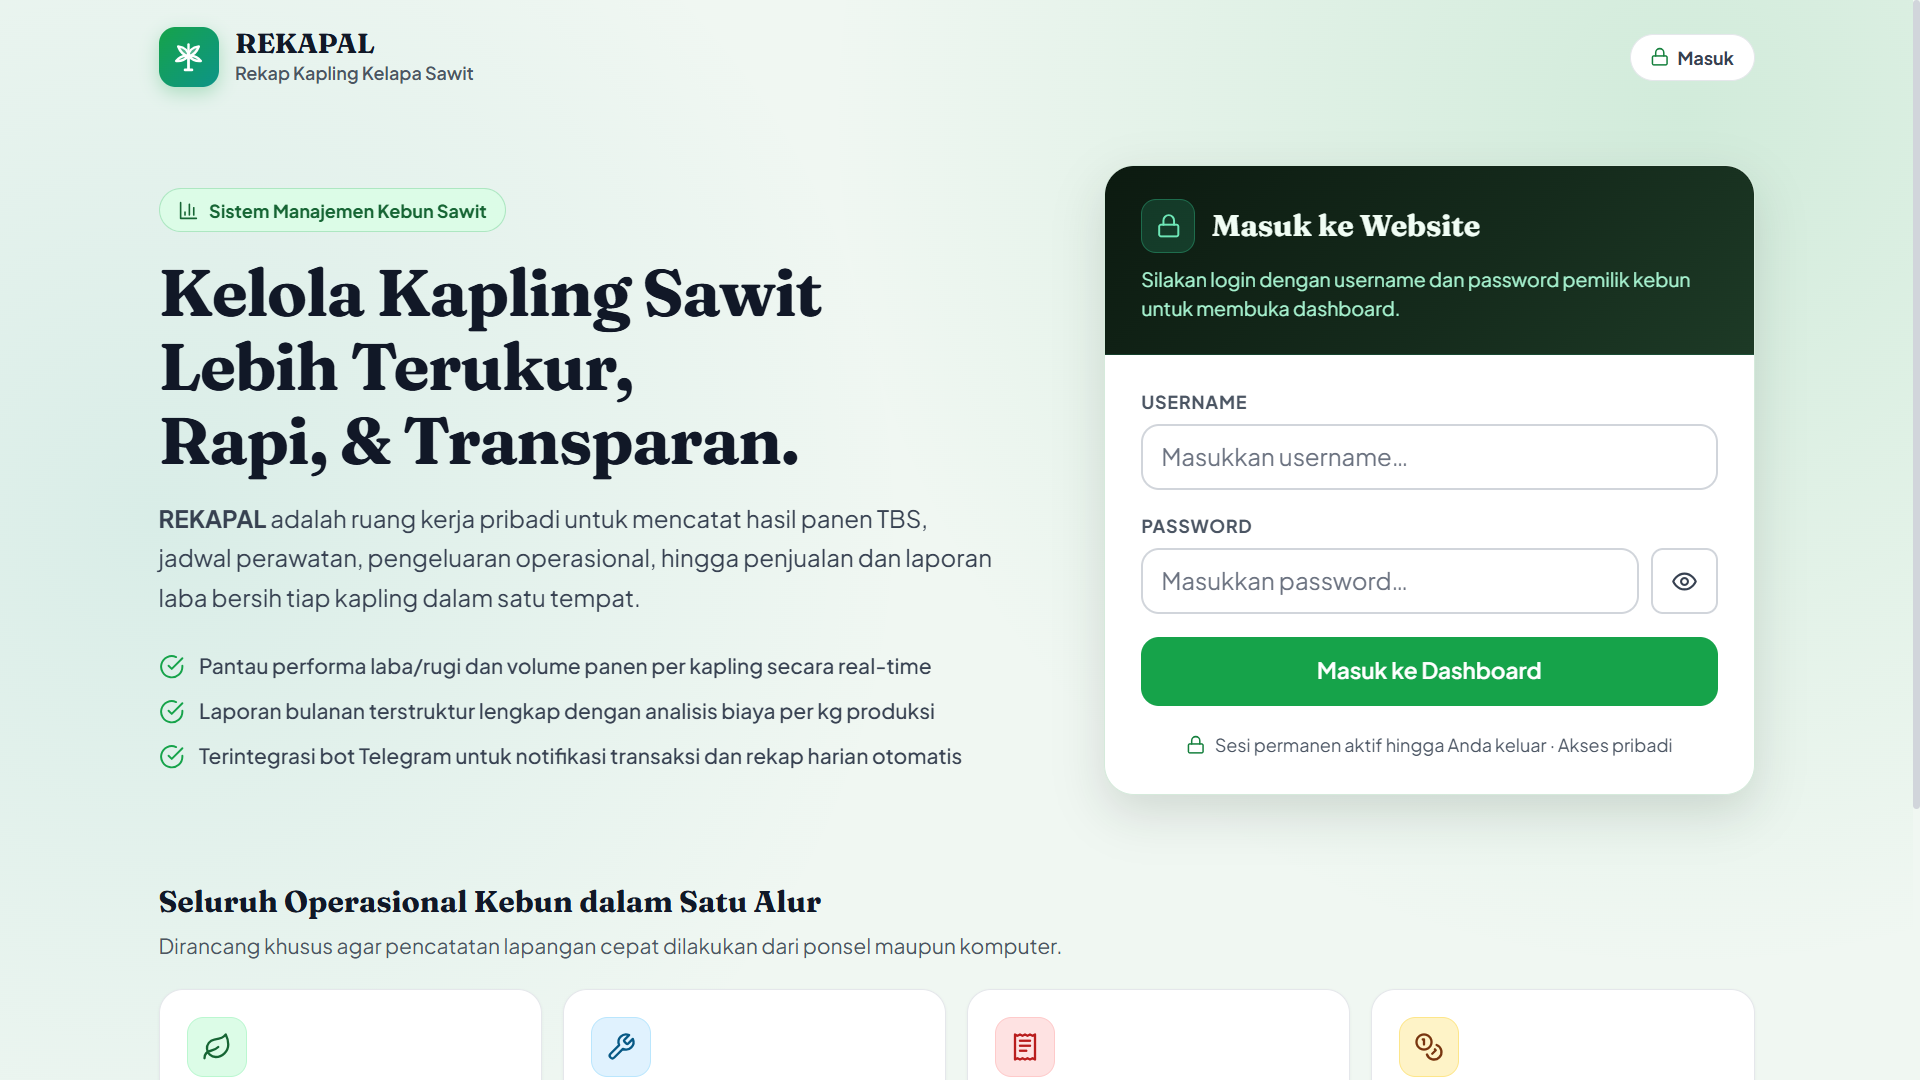 REKAPAL
Rekap Kapling Kelapa Sawit
Masuk
Sistem Manajemen Kebun Sawit
Kelola Kapling Sawit
Lebih Terukur,
Rapi, & Transparan.
REKAPAL adalah ruang kerja pribadi untuk mencatat hasil panen TBS,
jadwal perawatan, pengeluaran operasional, hingga penjualan dan laporan
laba bersih tiap kapling dalam satu tempat.
Pantau performa laba/rugi dan volume panen per kapling secara real-time
Laporan bulanan terstruktur lengkap dengan analisis biaya per kg produksi
Terintegrasi bot Telegram untuk notifikasi transaksi dan rekap harian otomatis
Masuk ke Website
Silakan login dengan username dan password pemilik kebun
untuk membuka dashboard.
USERNAME
Masukkan username...
PASSWORD
Masukkan password...
Masuk ke Dashboard
Sesi permanen aktif hingga Anda keluar · Akses pribadi
Seluruh Operasional Kebun dalam Satu Alur
Dirancang khusus agar pencatatan lapangan cepat dilakukan dari ponsel maupun komputer.